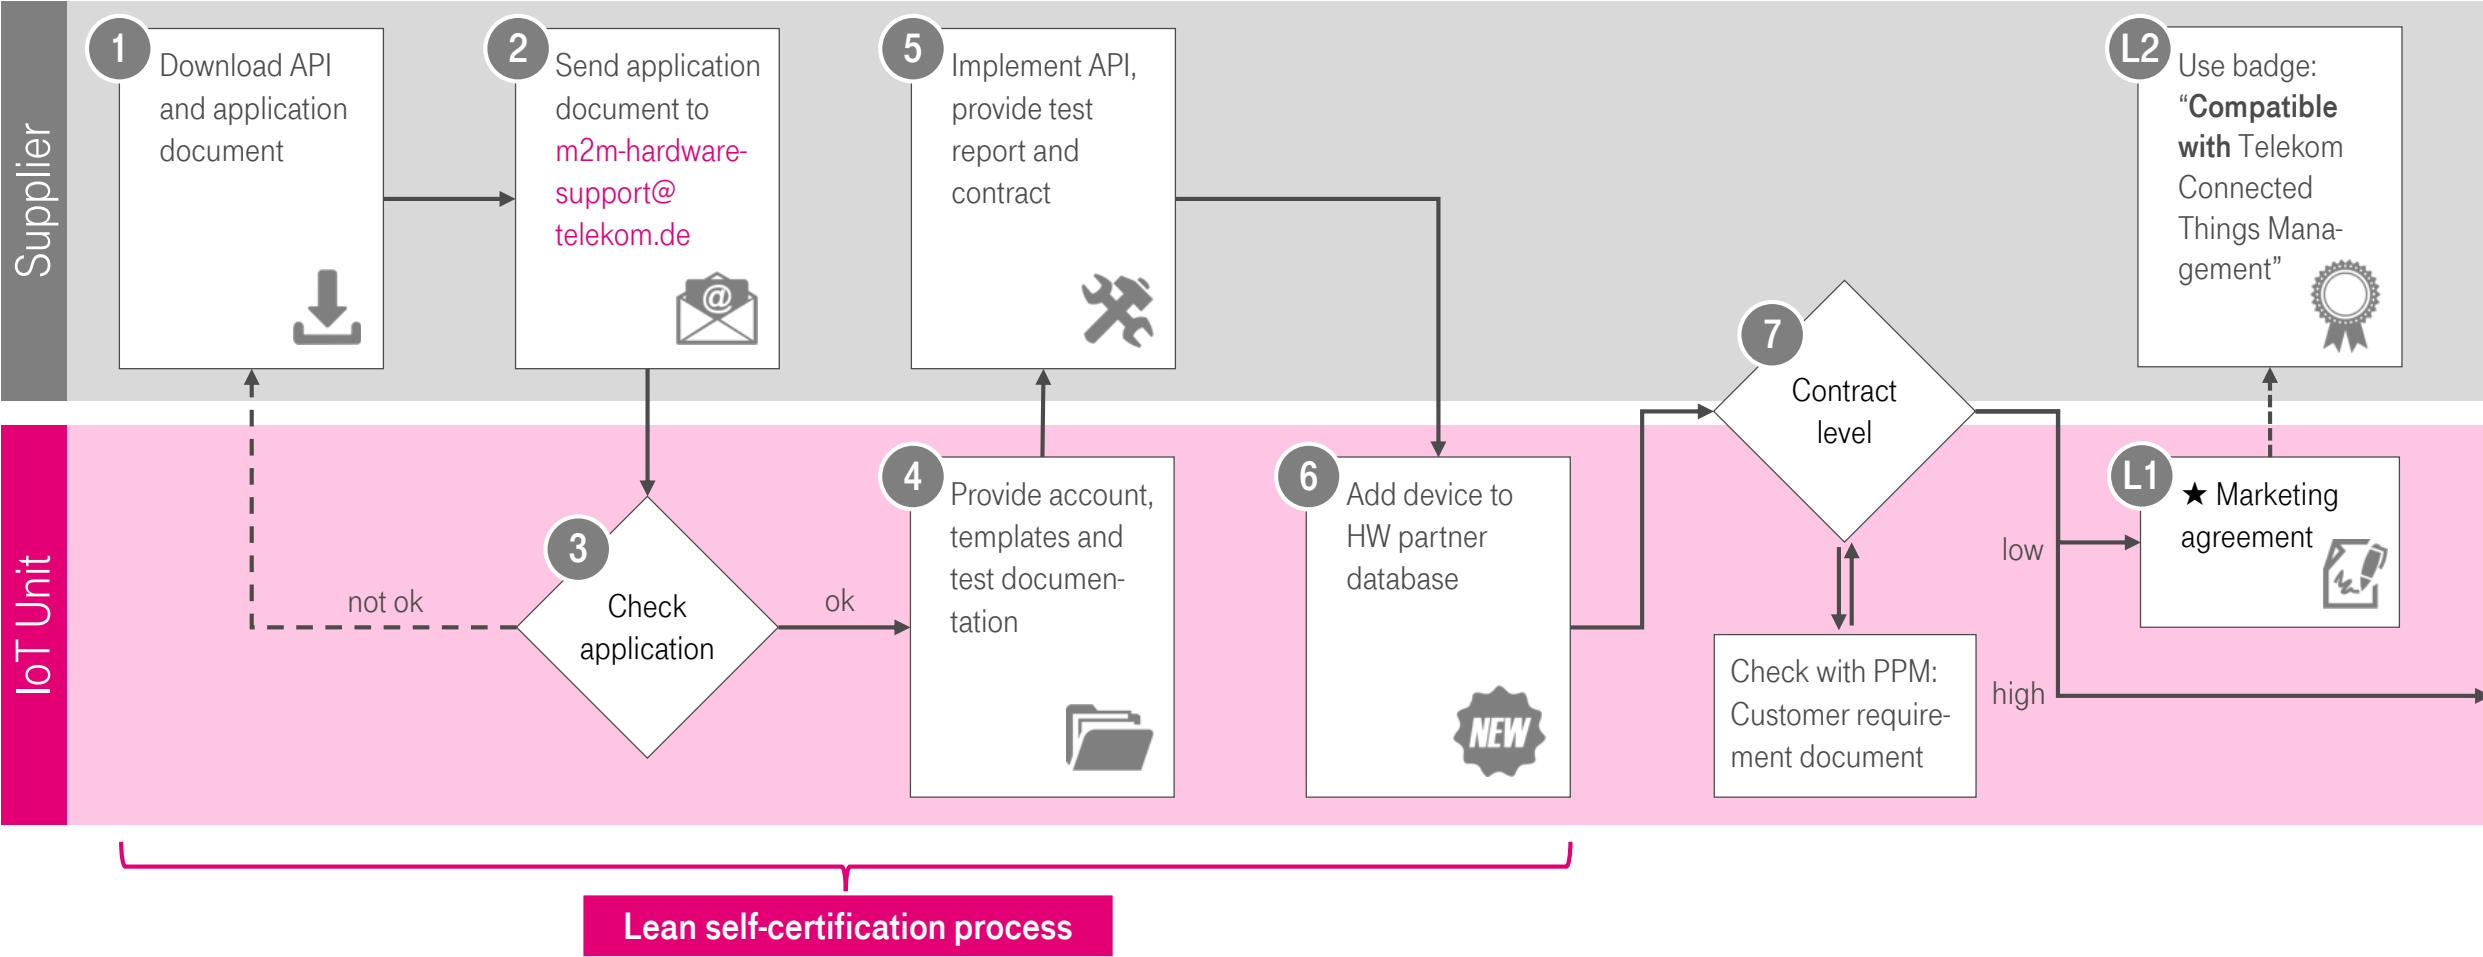 Supplier
1
Download API
and application
document
2
Send application
document to
m2m-hardware-
support@
telekom.de
@
5
Implement API,
provide test
report and
contract
L2
Use badge:
“Compatible
with Telekom
Connected
Things Mana-
gement”
7
Contract
level
IoT Unit
not ok
3
Check
application
ok
4
Provide account,
templates and
test documen-
tation
6
Add device to
HW partner
database
NEW
Check with PPM:
Customer require-
ment document
low
high
L1
★ Marketing
agreement
Lean self-certification process